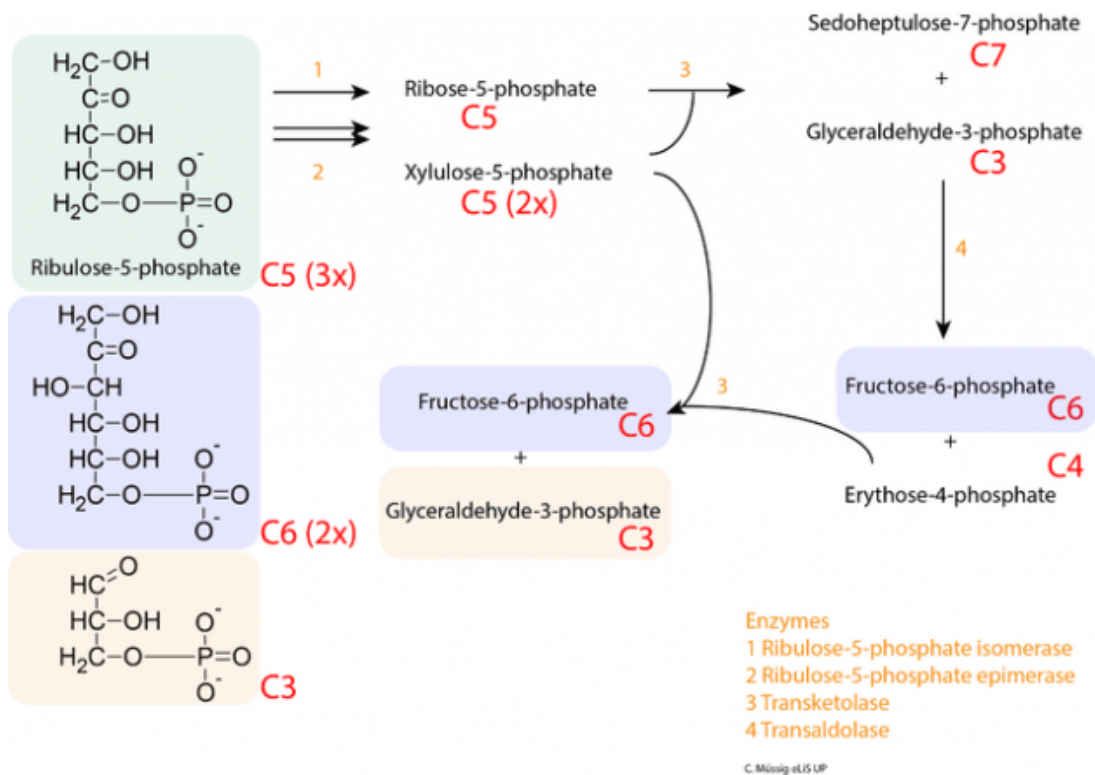 H₂C–OH
C=O
HC–OH
HC–OH
H₂C–O–P=O
O⁻
O⁻
Ribulose-5-phosphate
C5 (3x)
1
2
Ribose-5-phosphate
C5
Xylulose-5-phosphate
C5 (2x)
3
Sedoheptulose-7-phosphate
C7
+
Glyceraldehyde-3-phosphate
C3
4
H₂C–OH
C=O
HO–CH
HC–OH
HC–OH
H₂C–O–P=O
O⁻
O⁻
C6 (2x)
Fructose-6-phosphate
C6
+
Glyceraldehyde-3-phosphate
C3
3
Fructose-6-phosphate
C6
+
C4
Erythose-4-phosphate
HC=O
HC–OH
H₂C–O–P=O
O⁻
O⁻
C3
Enzymes
1 Ribulose-5-phosphate isomerase
2 Ribulose-5-phosphate epimerase
3 Transketolase
4 Transaldolase
C. Müssig eLiS UP